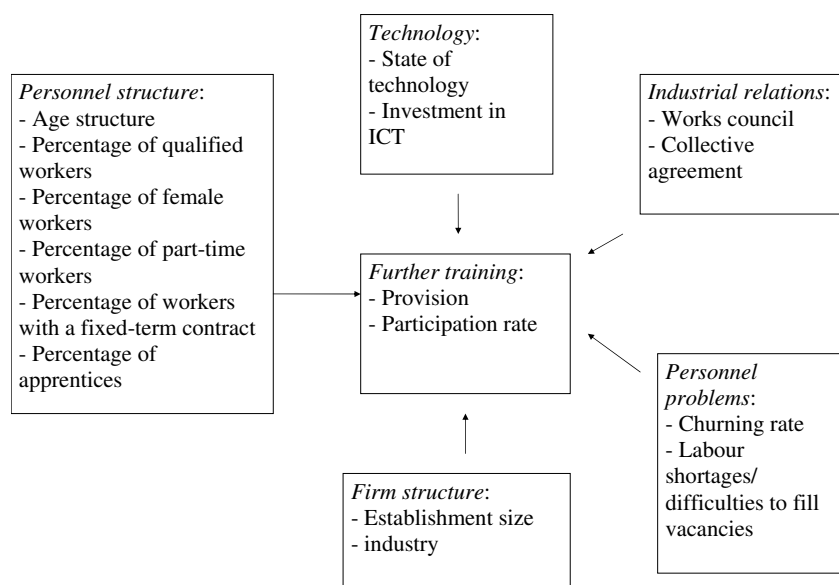 Technology:
- State of
technology
- Investment in
ICT
Personnel structure:
- Age structure
- Percentage of qualified
workers
- Percentage of female
workers
- Percentage of part-time
workers
- Percentage of workers
with a fixed-term contract
- Percentage of
apprentices
Industrial relations:
- Works council
- Collective
agreement
Further training:
- Provision
- Participation rate
Personnel
problems:
- Churning rate
- Labour
shortages/
difficulties to fill
vacancies
Firm structure:
- Establishment size
- industry